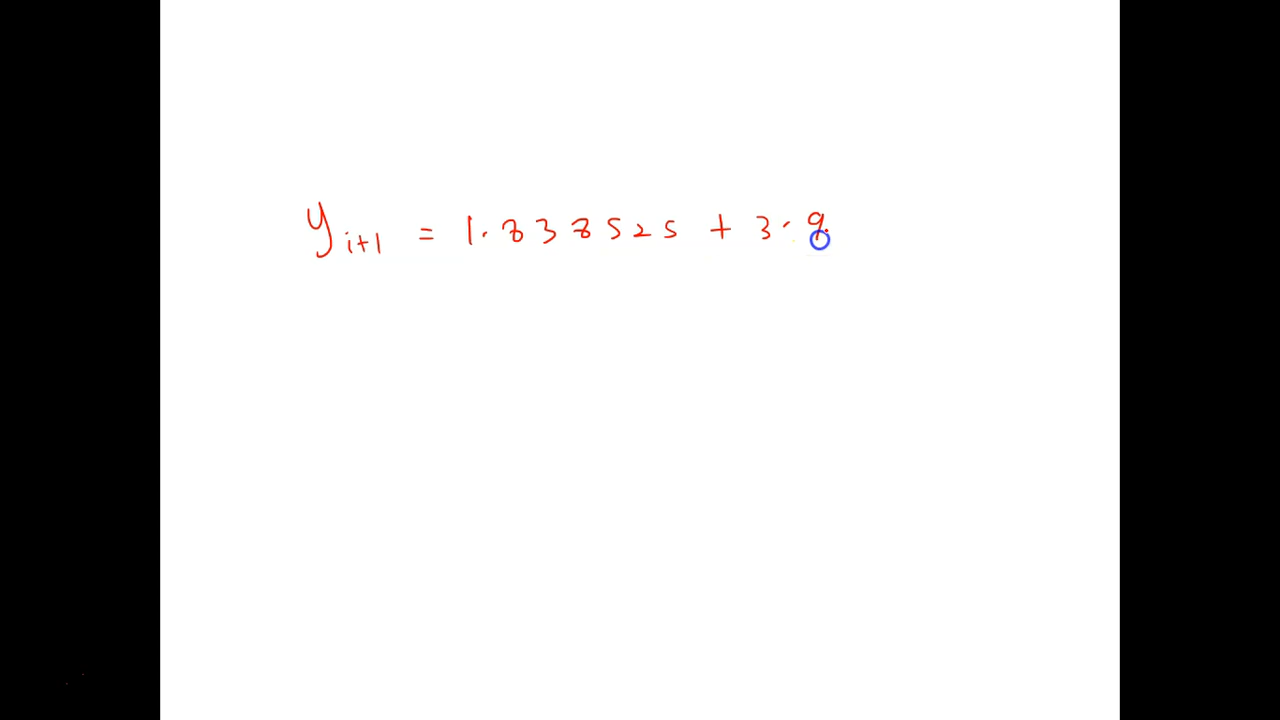 y_{i+1} = 1.838525 + 3.9